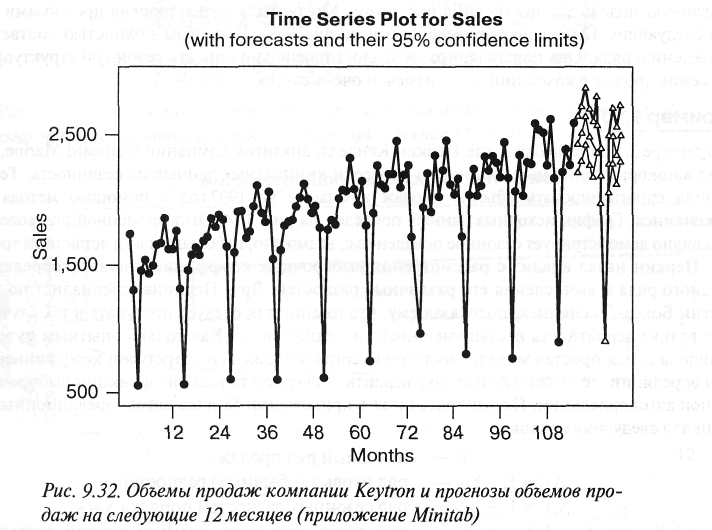 Time Series Plot for Sales
(with forecasts and their 95% confidence limits)
2,500
1,500
500
Sales
12 24 36 48 60 72 84 96 108
Months
Рис. 9.32. Объемы продаж компании Keytron и прогнозы объемов про-
даж на следующие 12 месяцев (приложение Minitab)